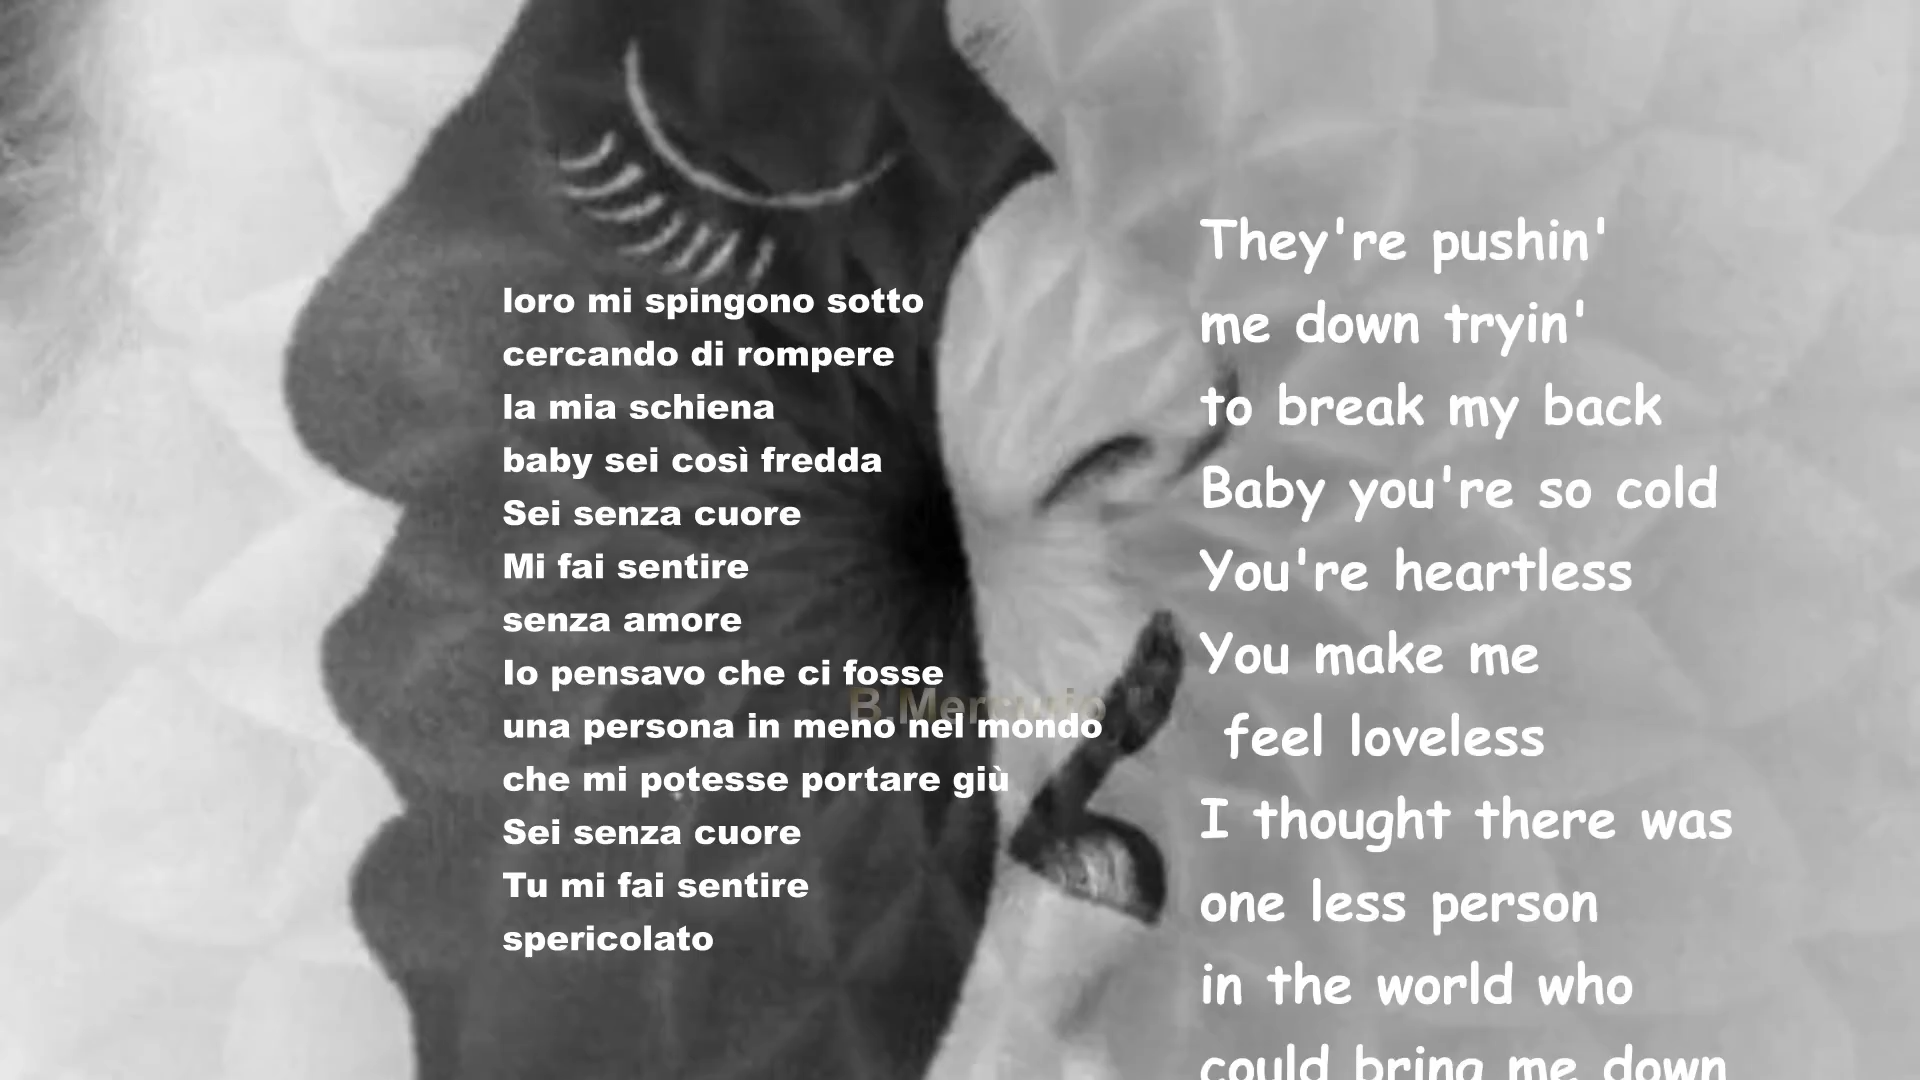 loro mi spingono sotto
cercando di rompere
la mia schiena
baby sei così fredda
Sei senza cuore
Mi fai sentire
senza amore
Io pensavo che ci fosse
una persona in meno nel mondo
che mi potesse portare giù
Sei senza cuore
Tu mi fai sentire
spericolato
B.Mercurio
They're pushin'
me down tryin'
to break my back
Baby you're so cold
You're heartless
You make me
feel loveless
I thought there was
one less person
in the world who
could bring me down